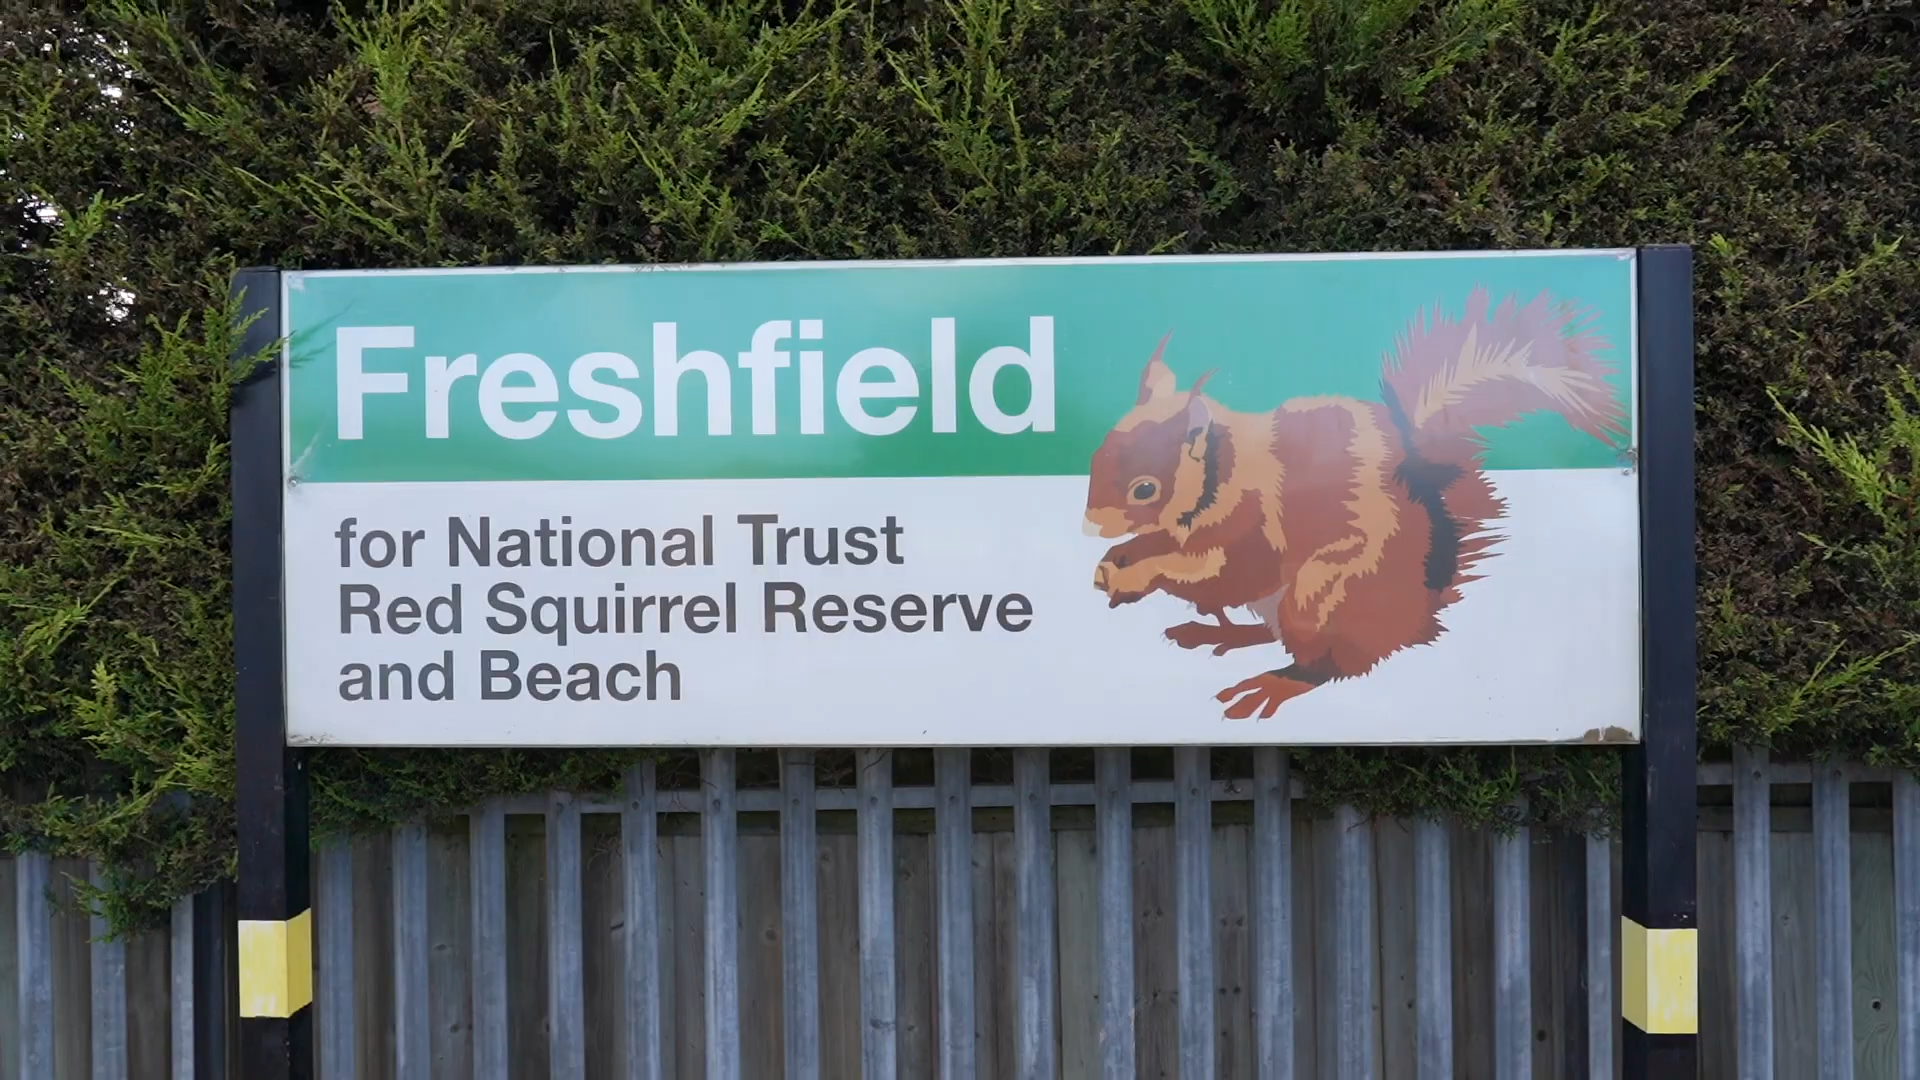 Freshfield
for National Trust
Red Squirrel Reserve
and Beach